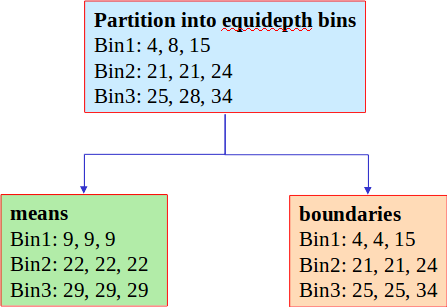 Partition into equidepth bins
Bin1: 4, 8, 15
Bin2: 21, 21, 24
Bin3: 25, 28, 34
means
Bin1: 9, 9, 9
Bin2: 22, 22, 22
Bin3: 29, 29, 29
boundaries
Bin1: 4, 4, 15
Bin2: 21, 21, 24
Bin3: 25, 25, 34